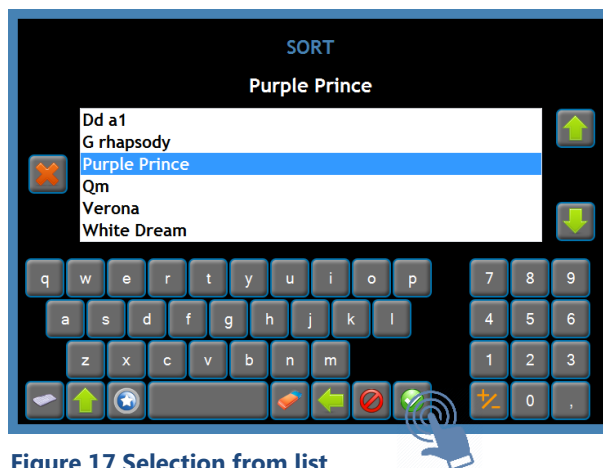 SORT
Purple Prince
Dd a1
G rhapsody
Purple Prince
Qm
Verona
White Dream
q w e r t y u i o p 7 8 9
a s d f g h j k l 4 5 6
z x c v b n m 1 2 3
+/- 0 ,
Figure 17 Selection from list